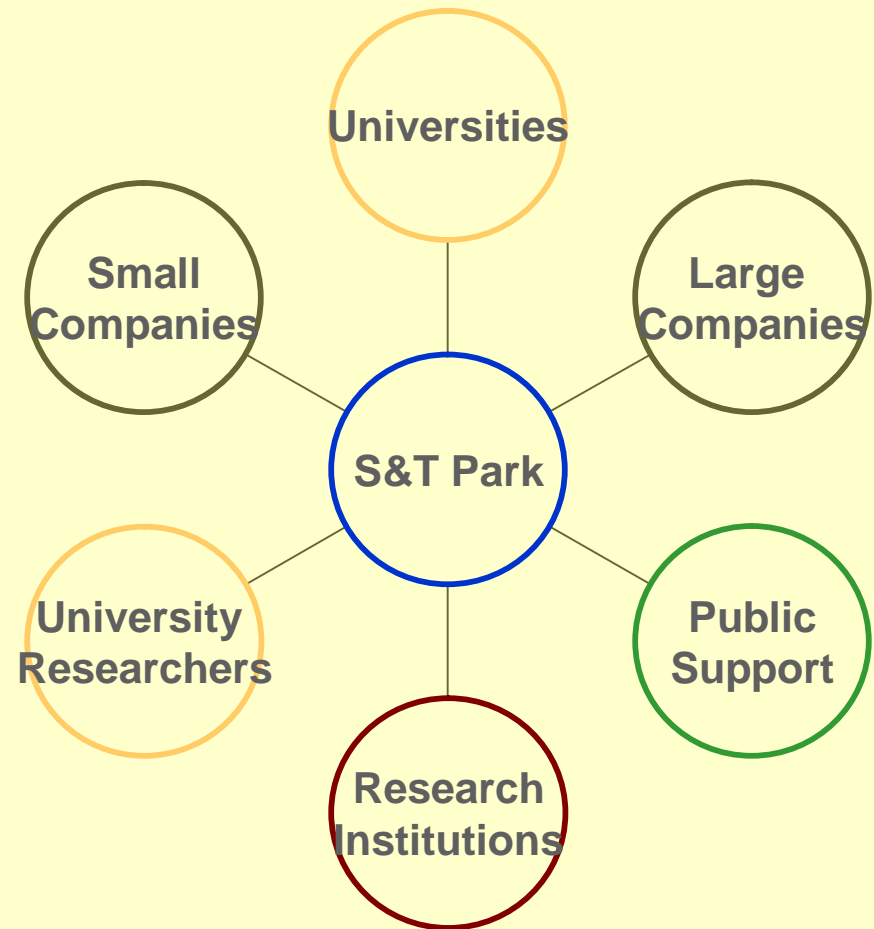 Universities
Small
Companies
Large
Companies
S&T Park
University
Researchers
Public
Support
Research
Institutions